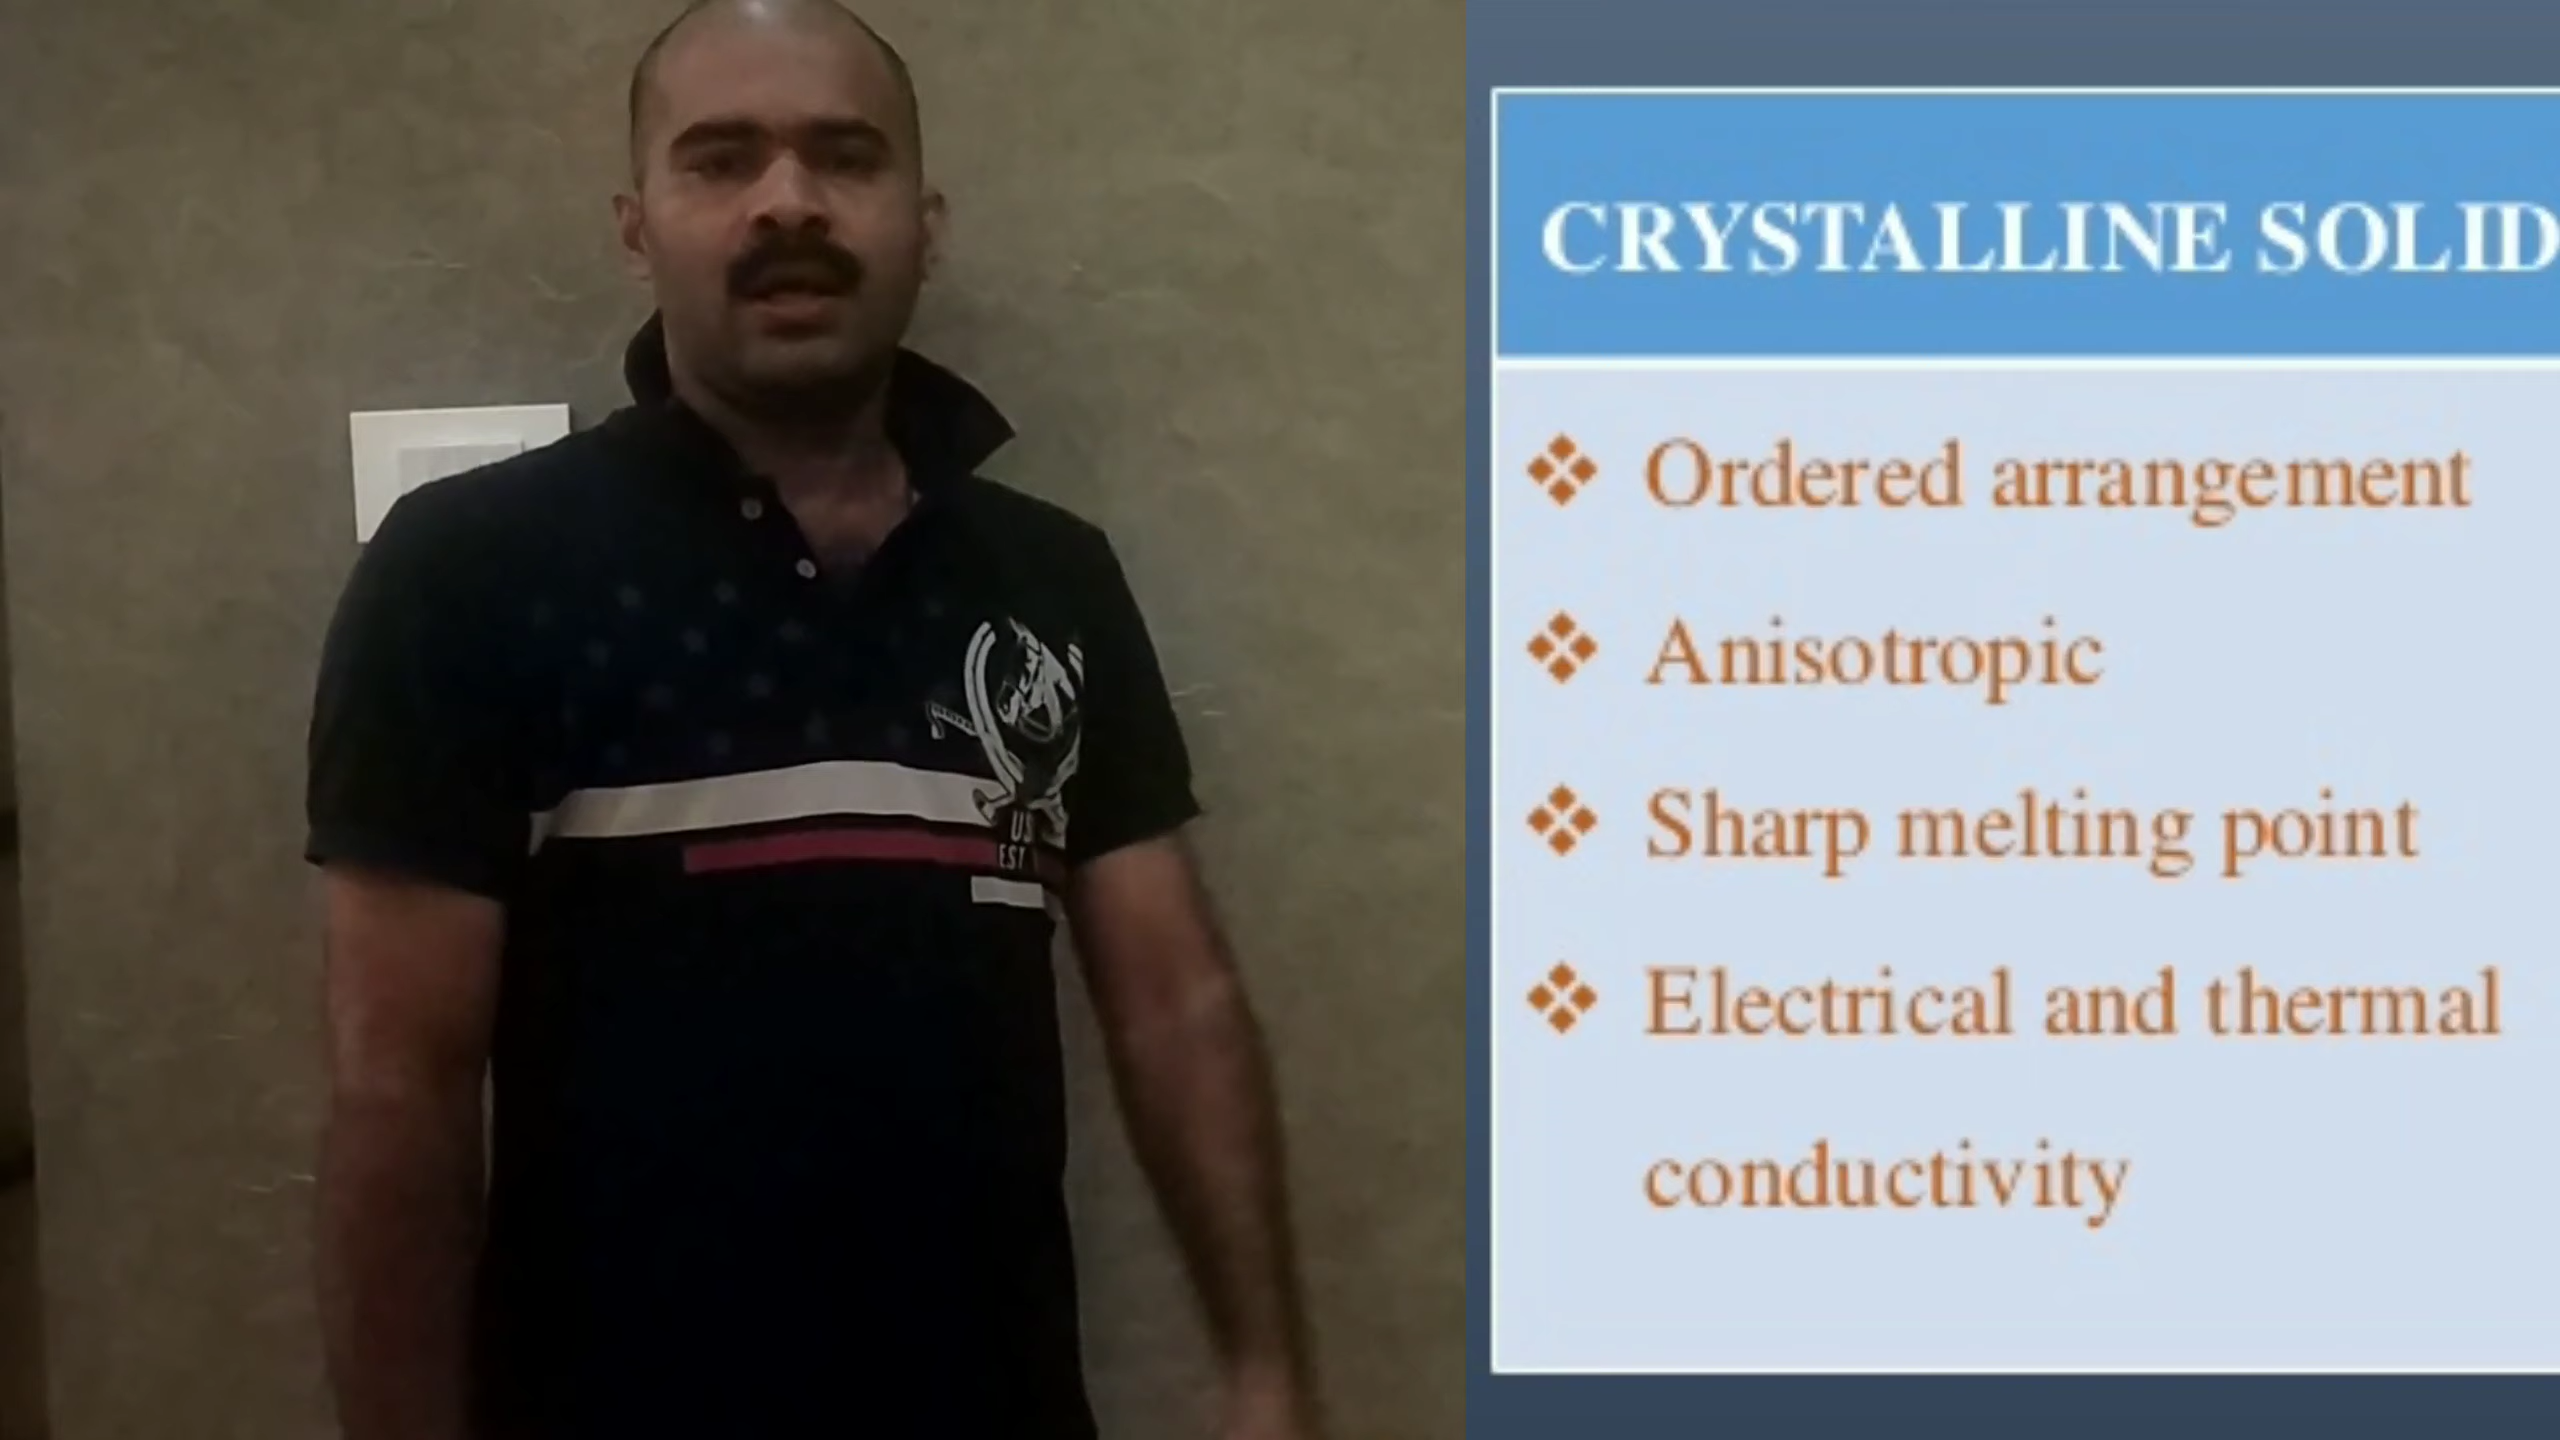 CRYSTALLINE SOLID
❖ Ordered arrangement
❖ Anisotropic
❖ Sharp melting point
❖ Electrical and thermal
conductivity
US
EST